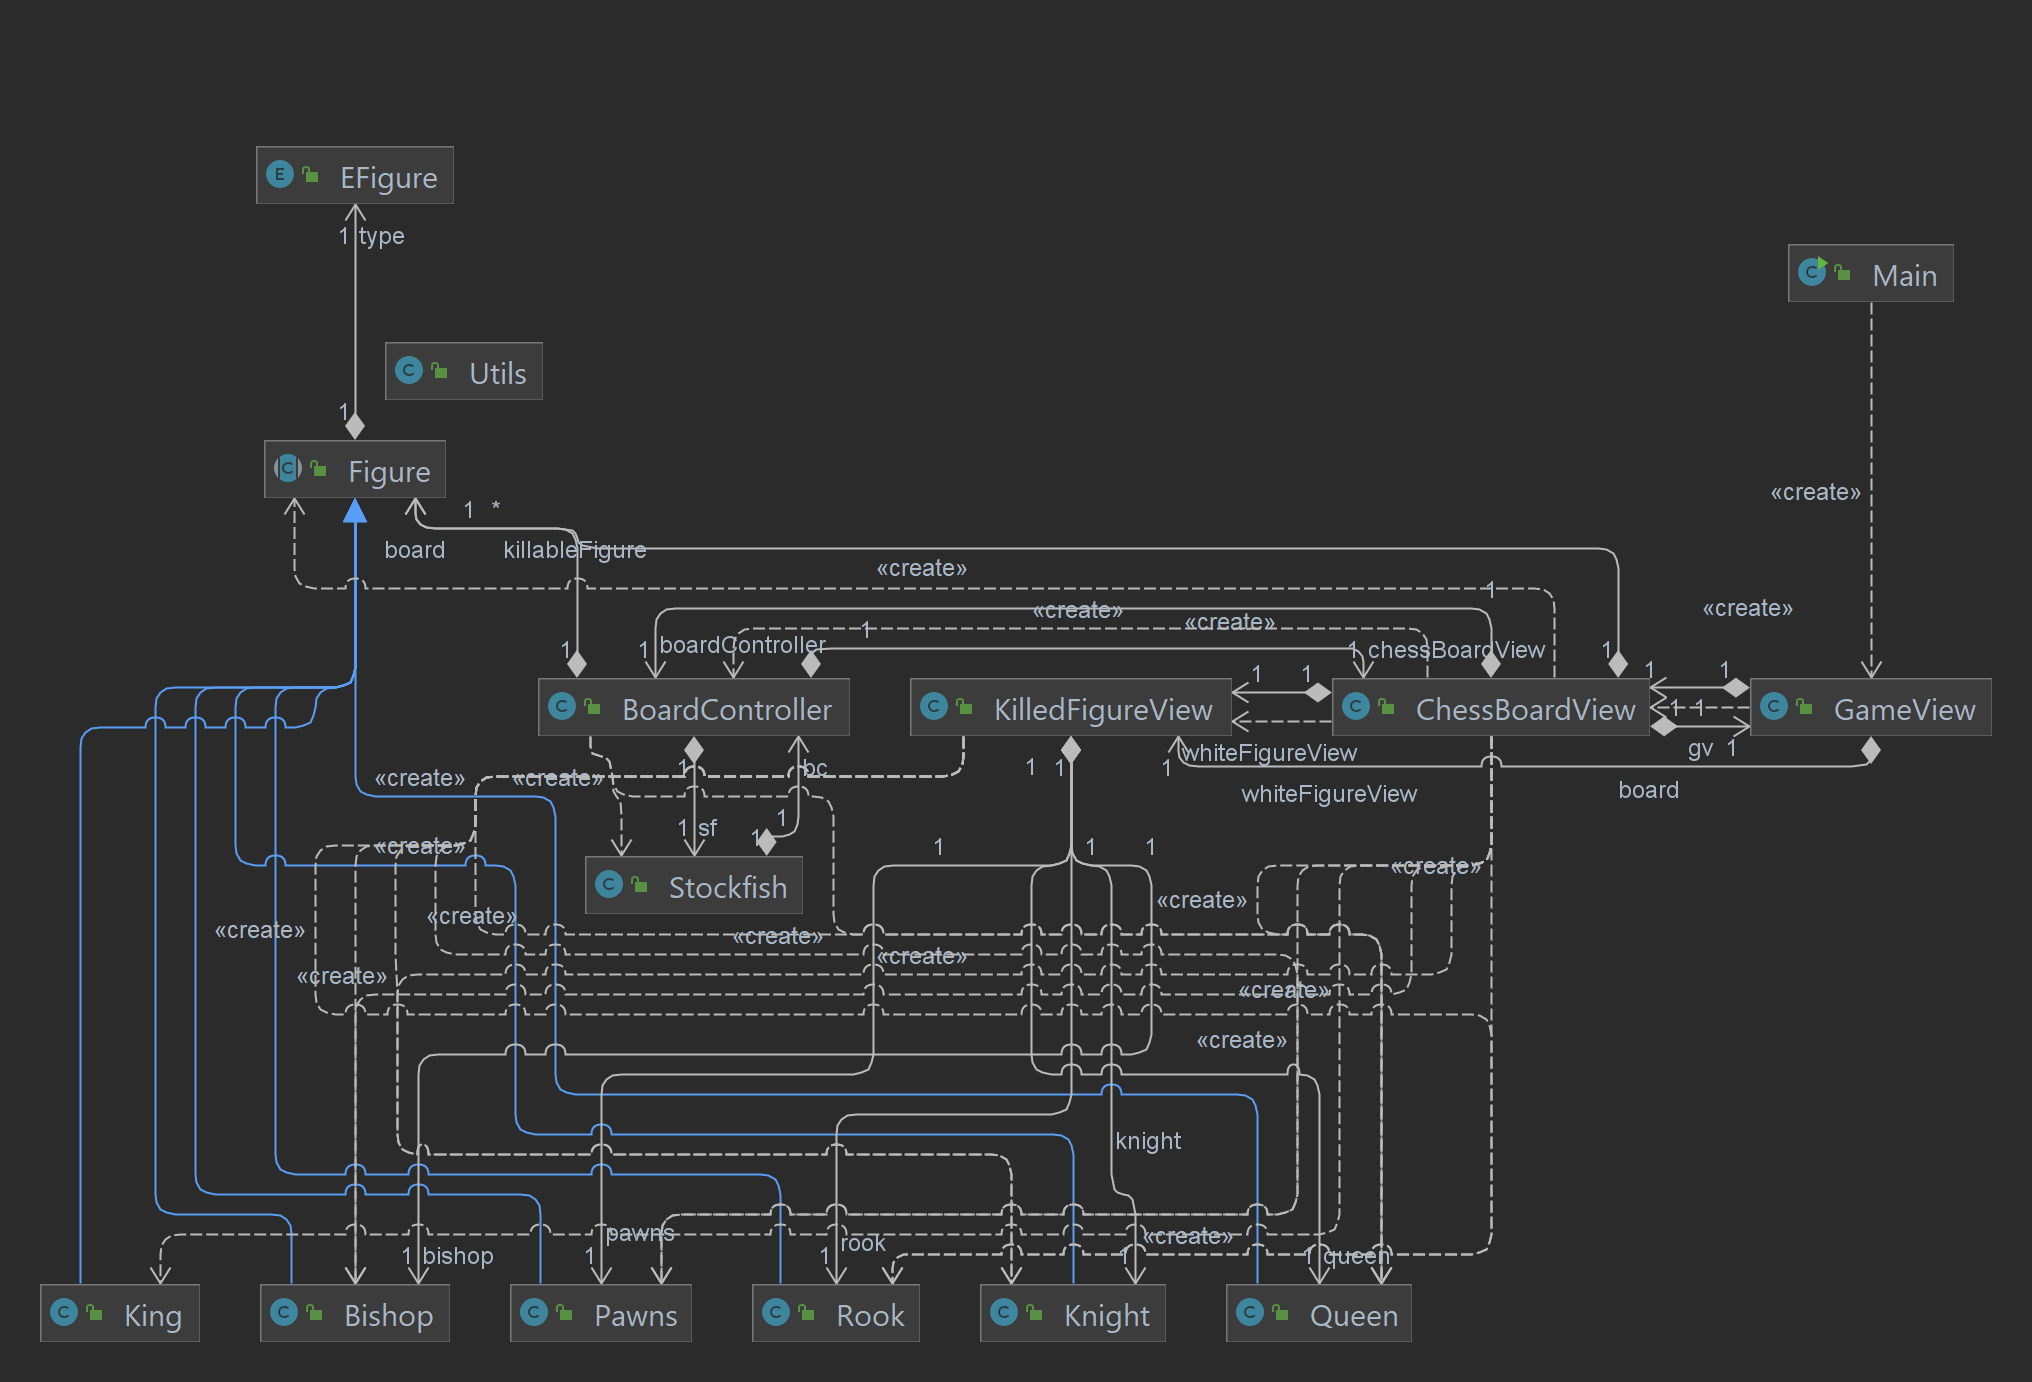 E EFigure
1 type
C Main
C Utils
1
C Figure
«create»
1 *
board killableFigure
«create»
1
«create» «create»
«create»
1
1 1 boardController 1 chessBoardView 1
1 1 1 1
C BoardController C KilledFigureView C ChessBoardView C GameView
1 1
gv 1
whiteFigureView
1 bc 1 1 1
«create» «create»
whiteFigureView board
1
1 sf 1
«create» 1 1 1
«create»
C Stockfish
«create»
«create» «create» «create»
«create»
«create» «create»
«create»
knight
pawns «create»
rook
1 bishop 1 1 1 1 queen
C King C Bishop C Pawns C Rook C Knight C Queen